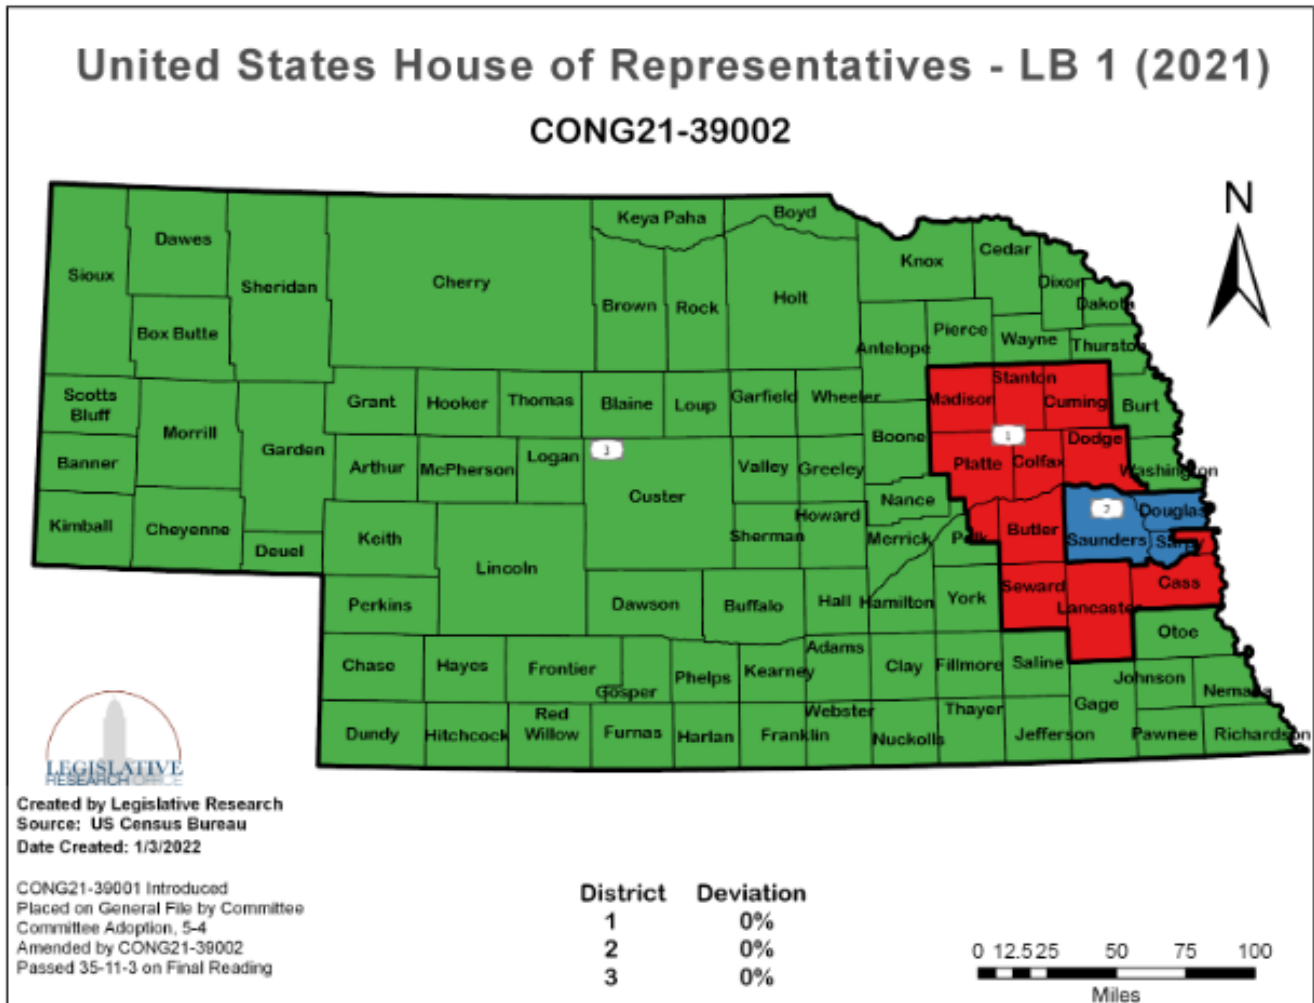 United States House of Representatives - LB 1 (2021)
CONG21-39002
N
Keya Paha
Boyd
Dawes
Cedar
Knox
Sioux
Sheridan
Cherry
Brown
Rock
Holt
Dixon
Dakota
Box Butte
Pierce
Wayne
Antelope
Thurston
Stanton
Scotts
Bluff
Grant
Hooker
Thomas
Blaine
Loup
Garfield
Wheeler
Madison
Cuming
Burt
Morrill
Garden
Boone
1
Dodge
Banner
Arthur
McPherson
Logan
3
Valley
Greeley
Platte
Colfax
Washington
Custer
Nance
2
Douglas
Kimball
Cheyenne
Howard
Butler
Deuel
Keith
Sherman
Merrick
Polk
Saunders
Sarpy
Lincoln
Perkins
Dawson
Buffalo
Hall
Hamilton
York
Seward
Lancaster
Cass
Otoe
Chase
Hayes
Frontier
Gosper
Phelps
Kearney
Adams
Clay
Fillmore
Saline
Johnson
Nemaha
Dundy
Hitchcock
Red
Willow
Furnas
Harlan
Franklin
Webster
Nuckolls
Thayer
Jefferson
Gage
Pawnee
Richardson
LEGISLATIVE
RESEARCH OFFICE
Created by Legislative Research
Source: US Census Bureau
Date Created: 1/3/2022
CONG21-39001 Introduced
Placed on General File by Committee
Committee Adoption, 5-4
Amended by CONG21-39002
Passed 35-11-3 on Final Reading
District Deviation
1 0%
2 0%
3 0%
0 12.5 25 50 75 100
Miles